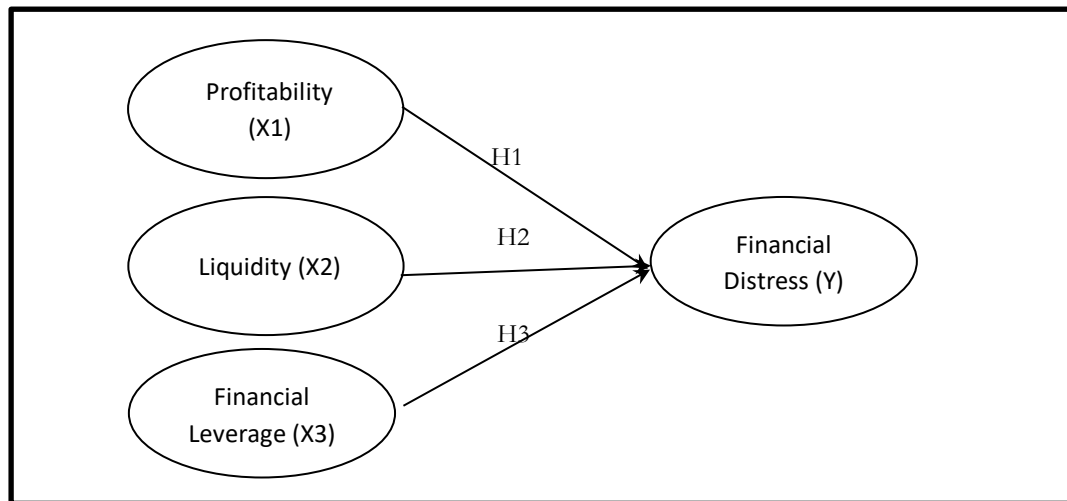 Profitability
(X1)
H1
Liquidity (X2)
H2
Financial
Distress (Y)
H3
Financial
Leverage (X3)